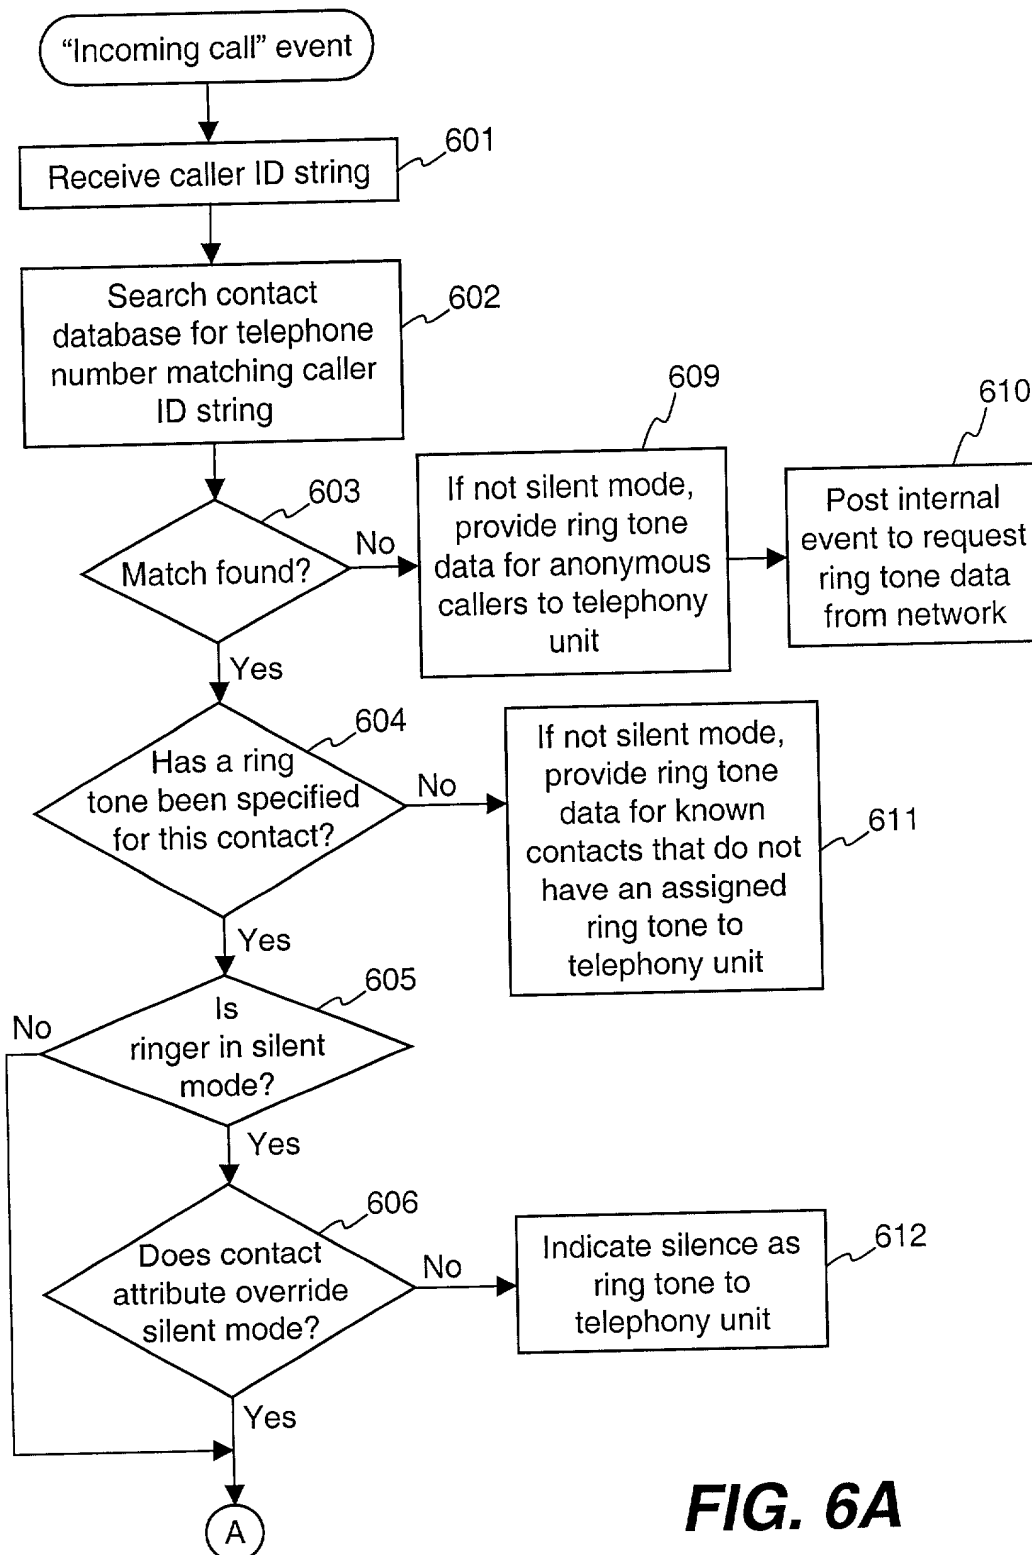 “Incoming call” event
601
Receive caller ID string
602
Search contact
database for telephone
number matching caller
ID string
603
Match found?
No
609
If not silent mode,
provide ring tone
data for anonymous
callers to telephony
unit
610
Post internal
event to request
ring tone data
from network
Yes
604
Has a ring
tone been specified
for this contact?
No
If not silent mode,
provide ring tone
data for known
contacts that do not
have an assigned
ring tone to
telephony unit
611
Yes
605
Is
ringer in silent
mode?
No
Yes
606
Does contact
attribute override
silent mode?
No
Indicate silence as
ring tone to
telephony unit
612
Yes
A
FIG. 6A